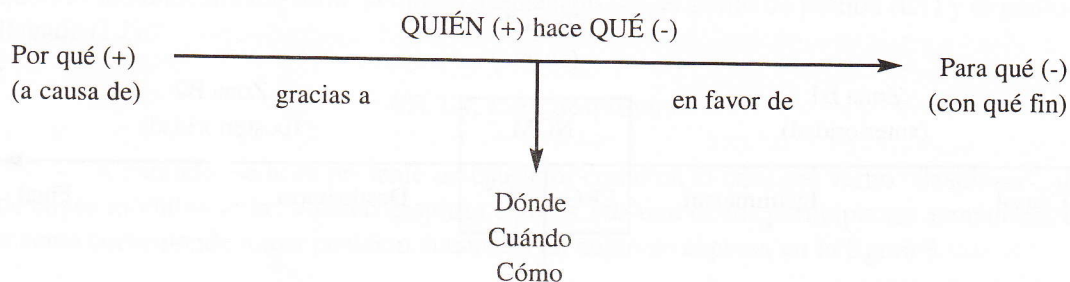 QUIÉN (+) hace QUÉ (-)
Por qué (+)
(a causa de)
gracias a
en favor de
Para qué (-)
(con qué fin)
Dónde
Cuándo
Cómo